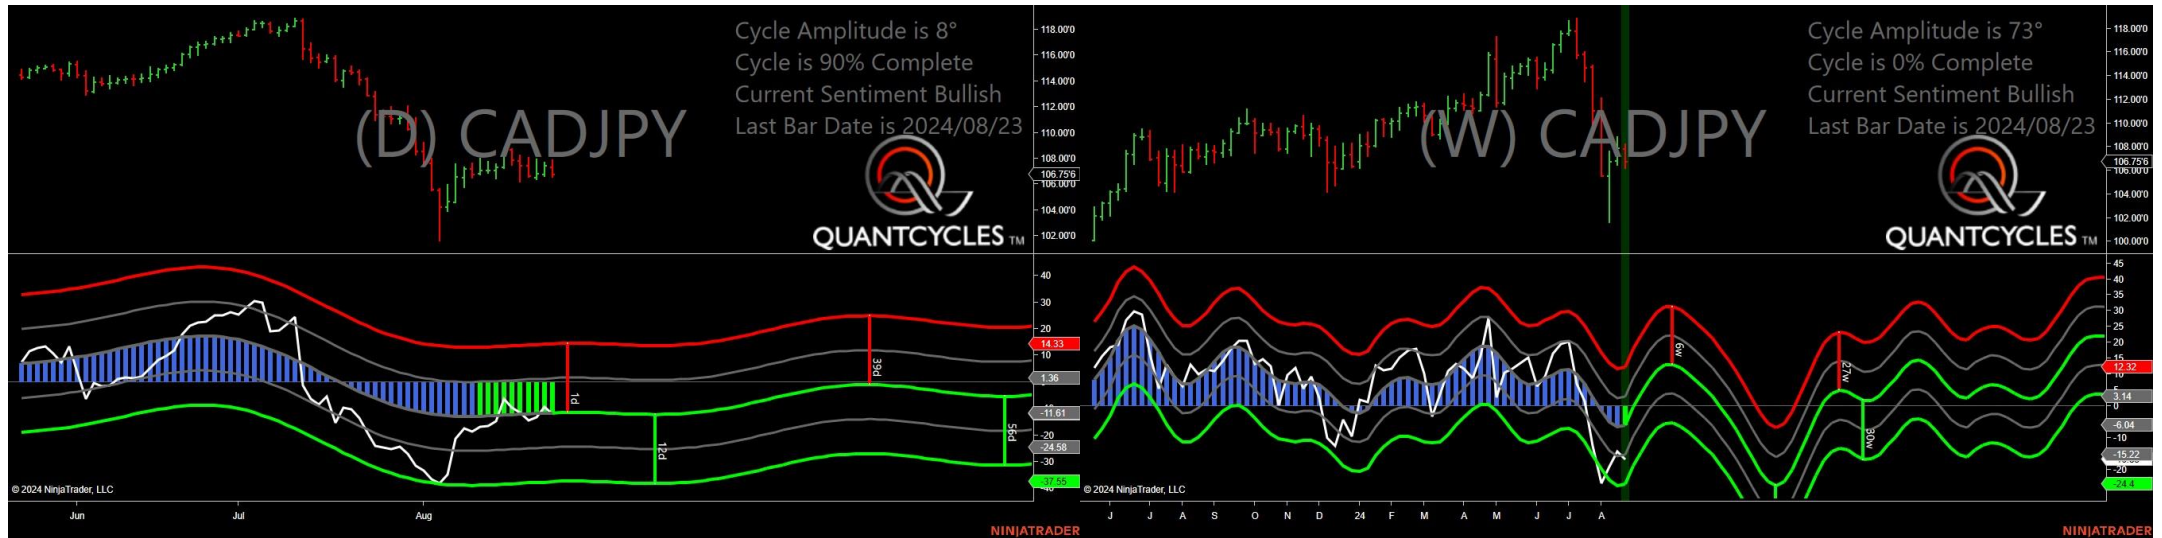 Cycle Amplitude is 8°
Cycle is 90% Complete
Current Sentiment Bullish
Last Bar Date is 2024/08/23
(D) CADJPY
QUANTCYCLES TM
118.00'0
116.00'0
114.00'0
112.00'0
110.00'0
108.00'0
106.75'6
106.00'0
104.00'0
102.00'0
40
30
20
14.33
10
1.36
-11.61
-20
-24.58
-30
-37.55
1d
12d
39d
56d
© 2024 NinjaTrader, LLC
Jun
Jul
Aug
NINJATRADER
Cycle Amplitude is 73°
Cycle is 0% Complete
Current Sentiment Bullish
Last Bar Date is 2024/08/23
(W) CADJPY
QUANTCYCLES TM
118.00'0
116.00'0
114.00'0
112.00'0
110.00'0
108.00'0
106.75'6
106.00'0
104.00'0
102.00'0
100.00'0
45
40
35
30
25
20
15
12.32
10
5
3.14
0
-6.04
-10
-15.22
-20
-24.4
6w
27w
30w
© 2024 NinjaTrader, LLC
J
J
A
S
O
N
D
24
F
M
A
M
J
J
A
NINJATRADER